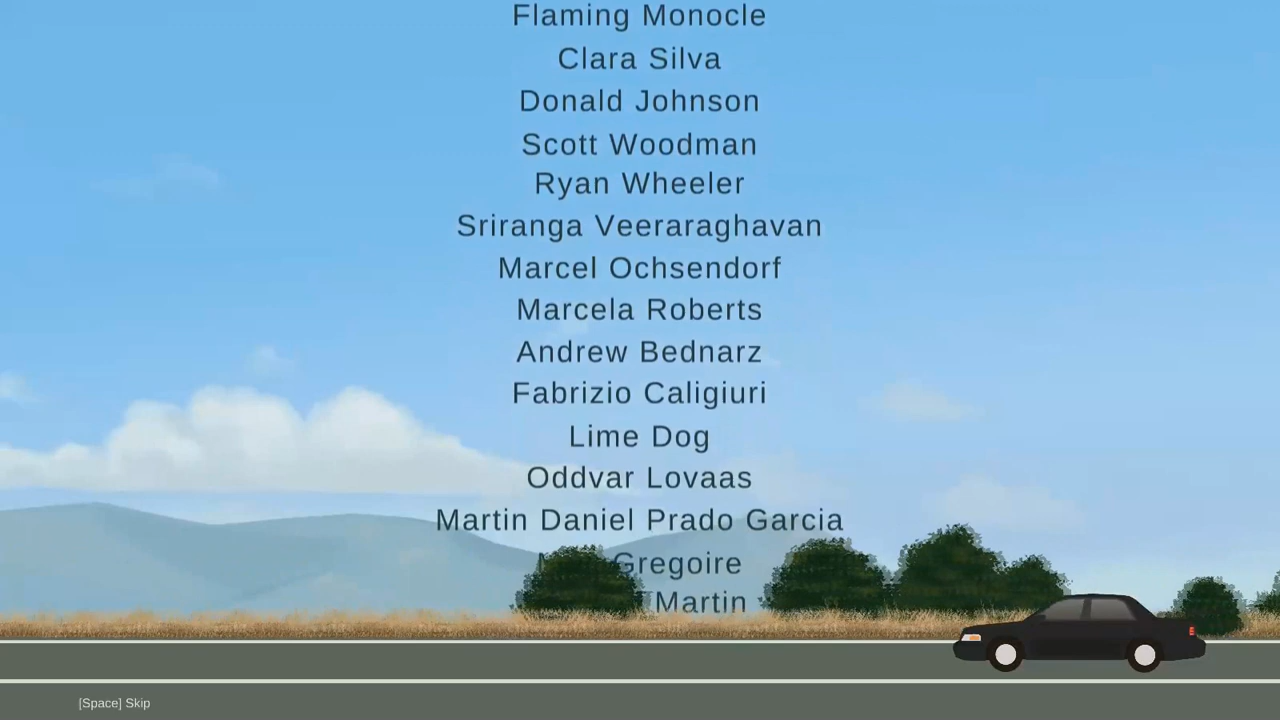 Flaming Monocle
Clara Silva
Donald Johnson
Scott Woodman
Ryan Wheeler
Sriranga Veeraraghavan
Marcel Ochsendorf
Marcela Roberts
Andrew Bednarz
Fabrizio Caligiuri
Lime Dog
Oddvar Lovaas
Martin Daniel Prado Garcia
Gregoire
Martin
[Space] Skip